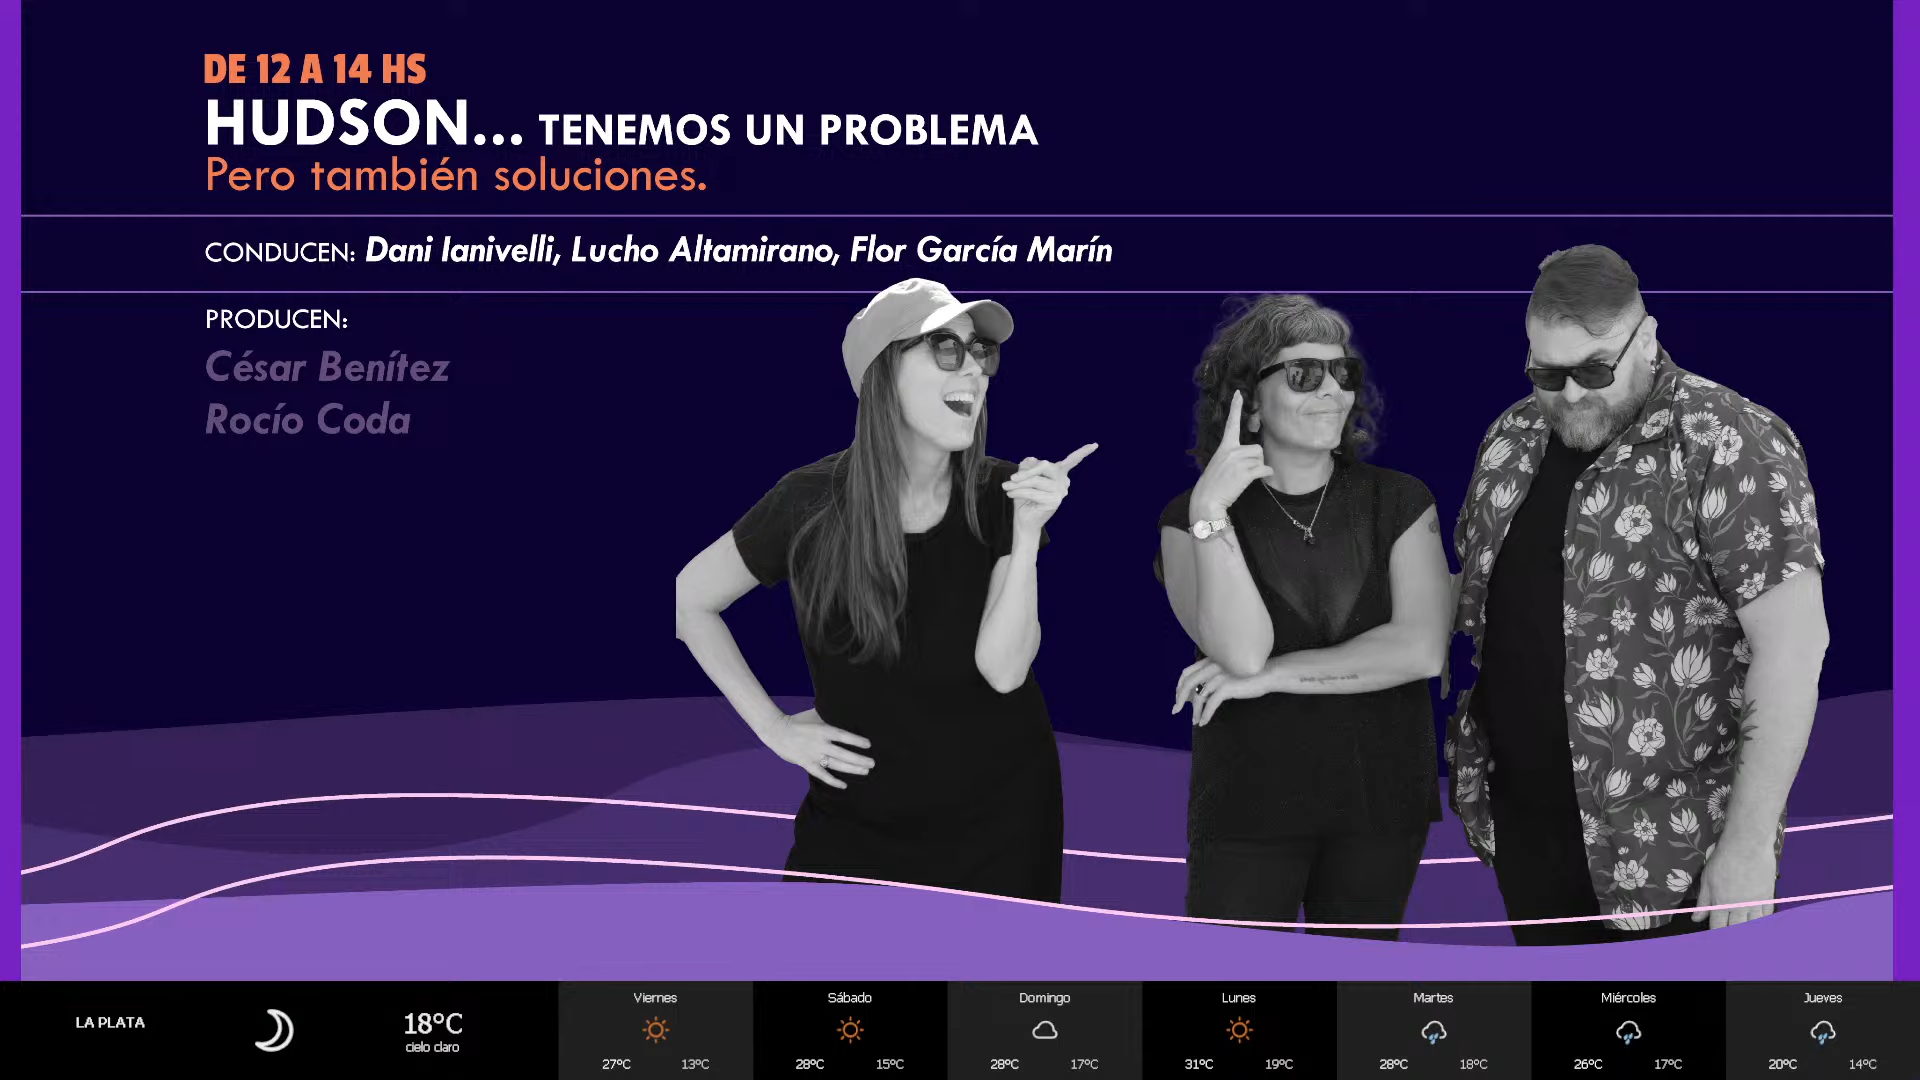 DE 12 A 14 HS
HUDSON... TENEMOS UN PROBLEMA
Pero también soluciones.
CONDUCEN: Dani Ianivelli, Lucho Altamirano, Flor García Marín
PRODUCEN:
César Benítez
Rocío Coda
LA PLATA
18°C
cielo claro
Viernes
27°C 13°C
Sábado
28°C 15°C
Domingo
28°C 17°C
Lunes
31°C 19°C
Martes
28°C 18°C
Miércoles
26°C 17°C
Jueves
20°C 14°C